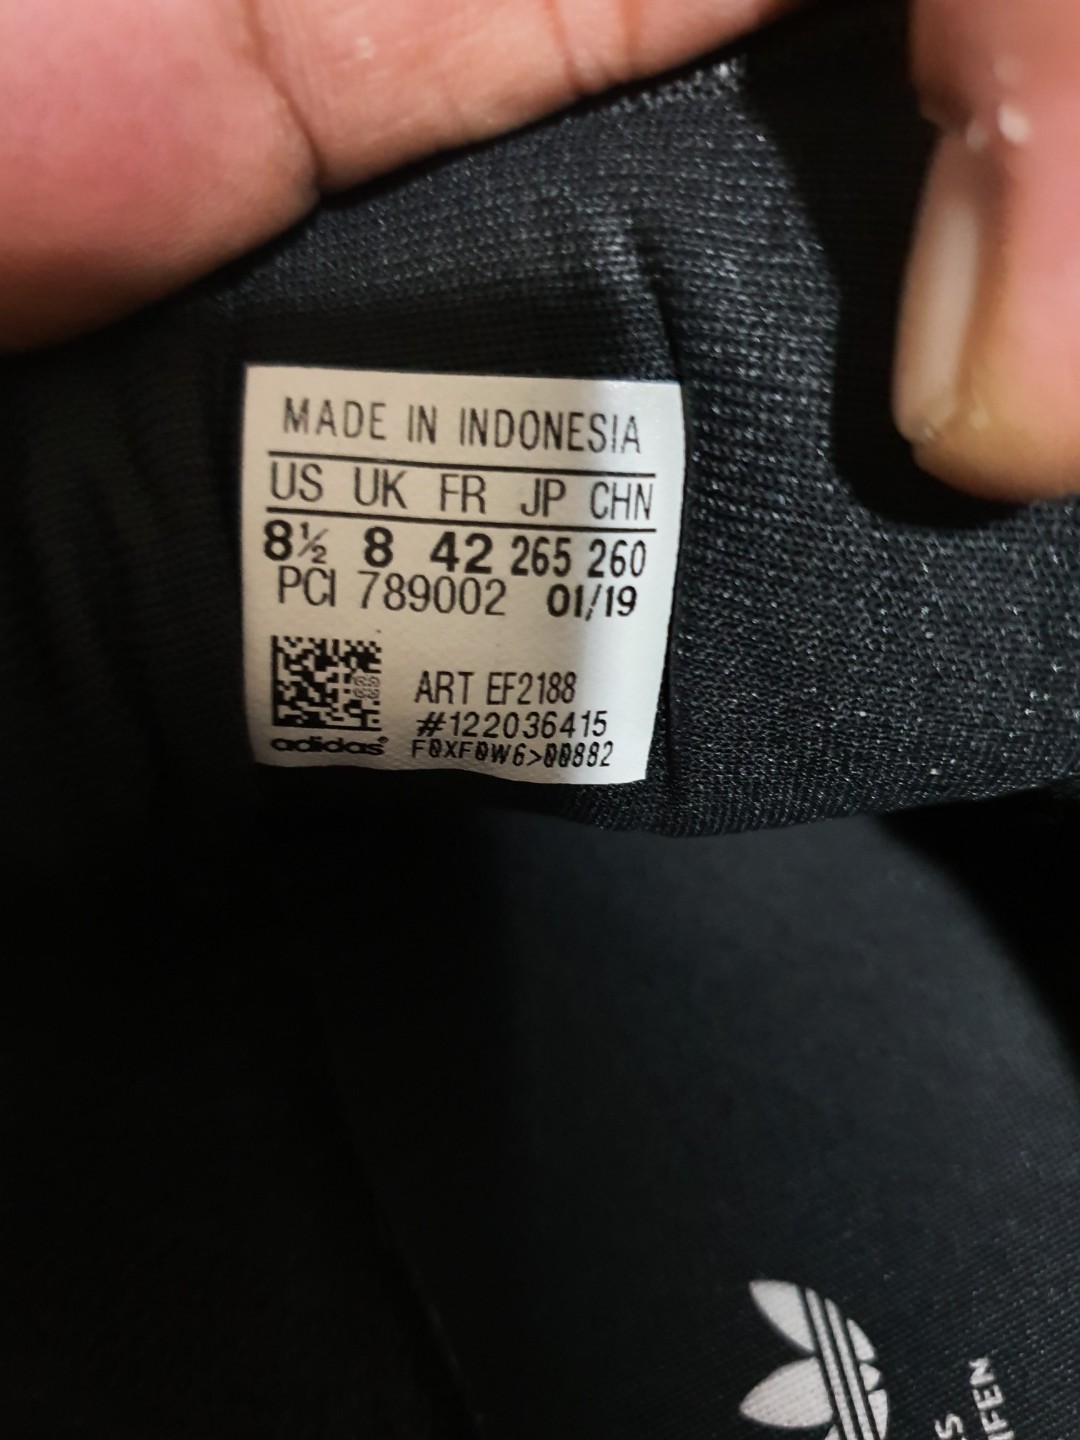 MADE IN INDONESIA
US UK FR JP CHN
8½ 8 42 265 260
PCI 789002 01/19
ART EF2188
#122036415
adidas® F0XF0W6>00882